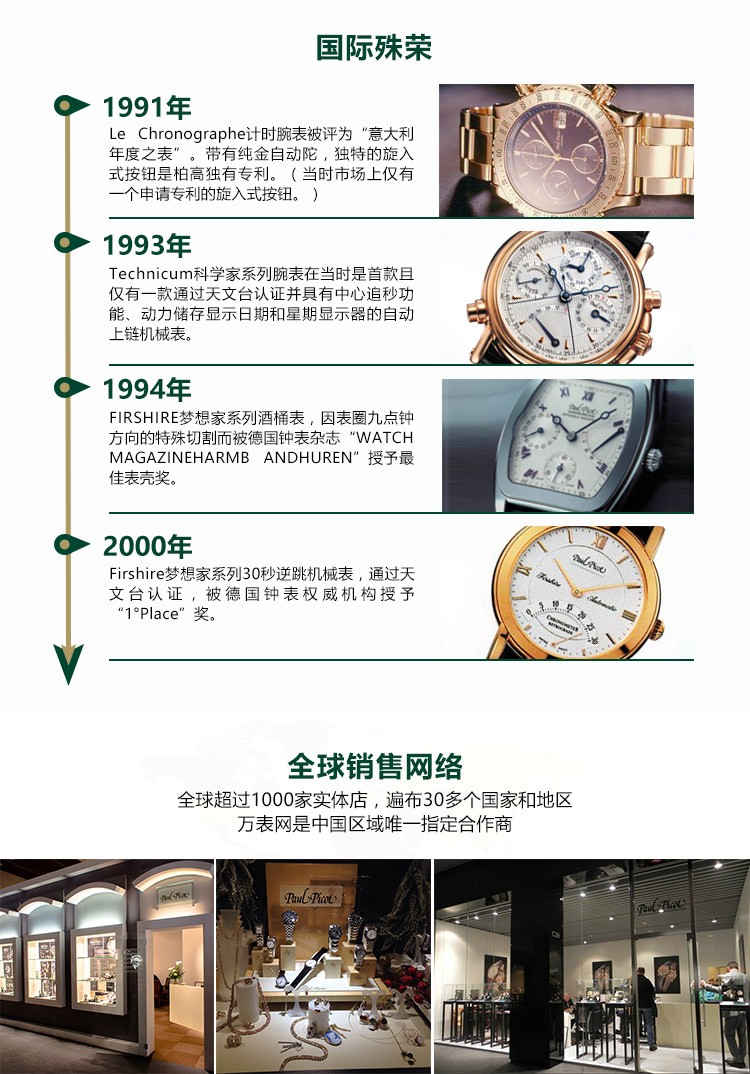 国际殊荣
1991年
Le Chronographe计时腕表被评为“意大利
年度之表”。带有纯金自动陀，独特的旋入
式按钮是柏高独有专利。（当时市场上仅有
一个申请专利的旋入式按钮。）
1993年
Technicum科学家系列腕表在当时是首款且
仅有一款通过天文台认证并具有中心追秒功
能、动力储存显示日期和星期显示器的自动
上链机械表。
1994年
FIRSHIRE梦想家系列酒桶表，因表圈九点钟
方向的特殊切割而被德国钟表杂志“WATCH
MAGAZINEHARMB ANDHUREN”授予最
佳表壳奖。
Paul Picot
2000年
Firshire梦想家系列30秒逆跳机械表，通过天
文台认证，被德国钟表权威机构授予
“1°Place”奖。
Paul Picot
Firshire Automatic
0 5 10 15 20 25 30
CHRONOMETER
RETROGRADE
全球销售网络
全球超过1000家实体店，遍布30多个国家和地区
万表网是中国区域唯一指定合作商
Paul Picot
Paul Picot
Paul Picot